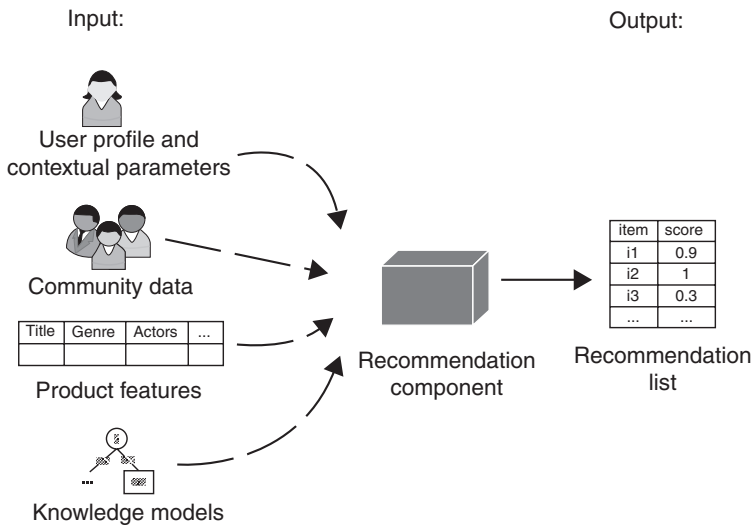 Input:
Output:
User profile and
contextual parameters
Community data
Title Genre Actors ...
Product features
...
Knowledge models
Recommendation
component
item score
i1 0.9
i2 1
i3 0.3
... ...
Recommendation
list